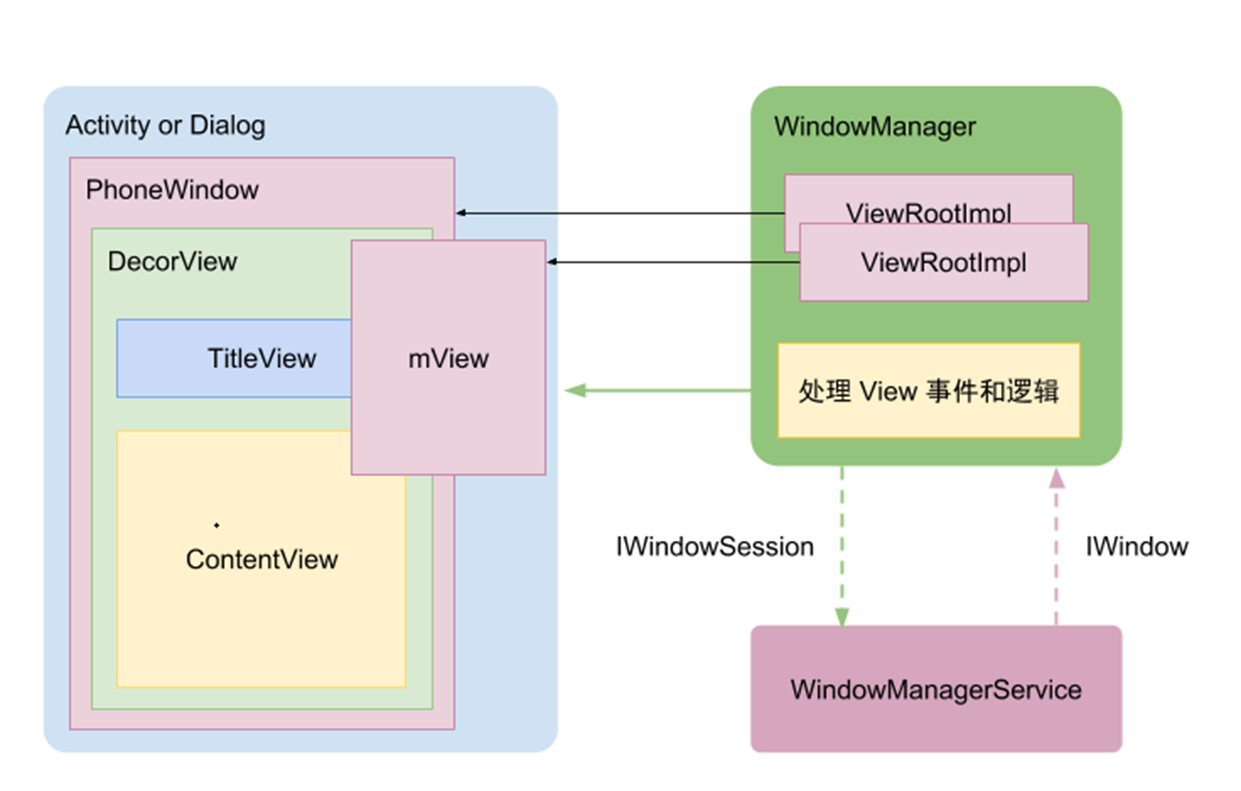 Activity or Dialog
PhoneWindow
DecorView
TitleView
mView
ContentView
WindowManager
ViewRootImpl
ViewRootImpl
处理 View 事件和逻辑
IWindowSession
IWindow
WindowManagerService